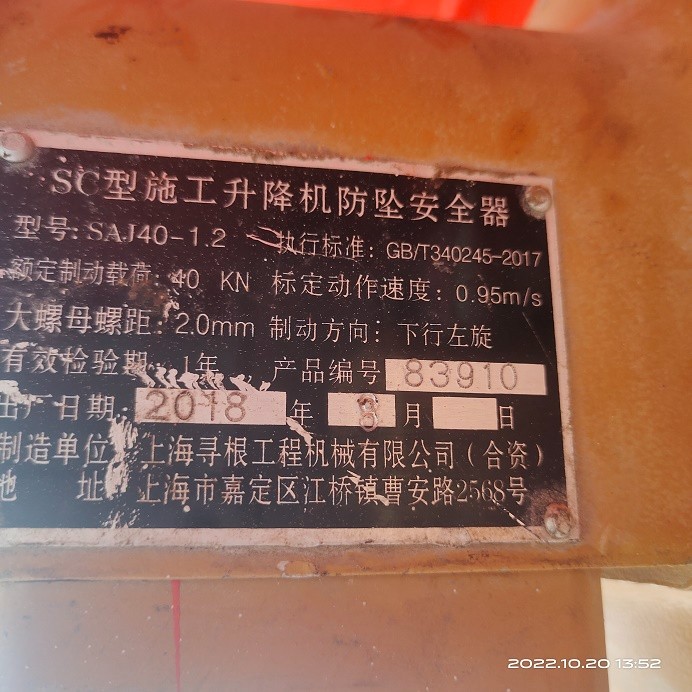 SC型施工升降机防坠安全器
型号: SAJ40-1.2 执行标准: GB/T340245-2017
额定制动载荷: 40 KN 标定动作速度: 0.95m/s
大螺母螺距: 2.0mm 制动方向: 下行左旋
有效检验期: 1年 产品编号 83910
出厂日期: 2018 年 8 月 日
制造单位: 上海寻根工程机械有限公司(合资)
地 址: 上海市嘉定区江桥镇曹安路2568号
2022.10.20 13:52